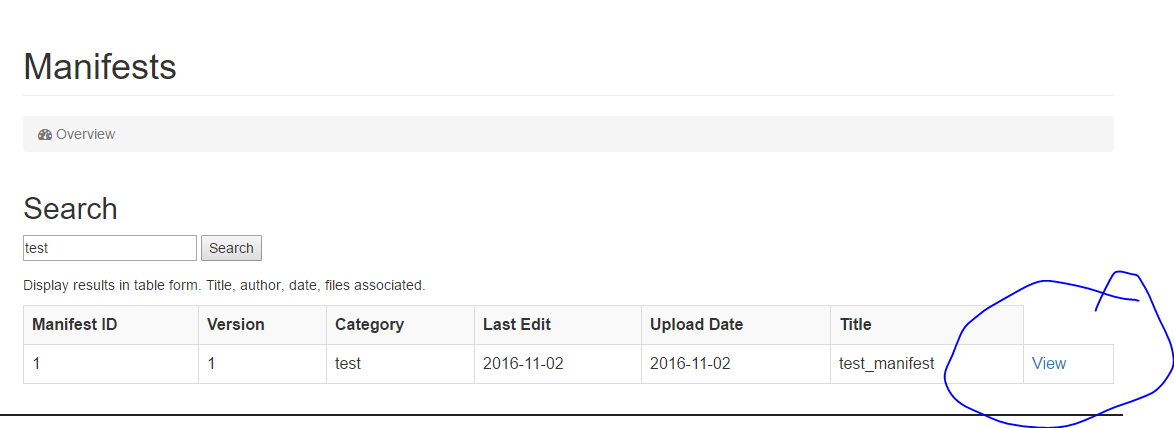 Manifests
Overview
Search
test Search
Display results in table form. Title, author, date, files associated.
Manifest ID Version Category Last Edit Upload Date Title
1 1 test 2016-11-02 2016-11-02 test_manifest View